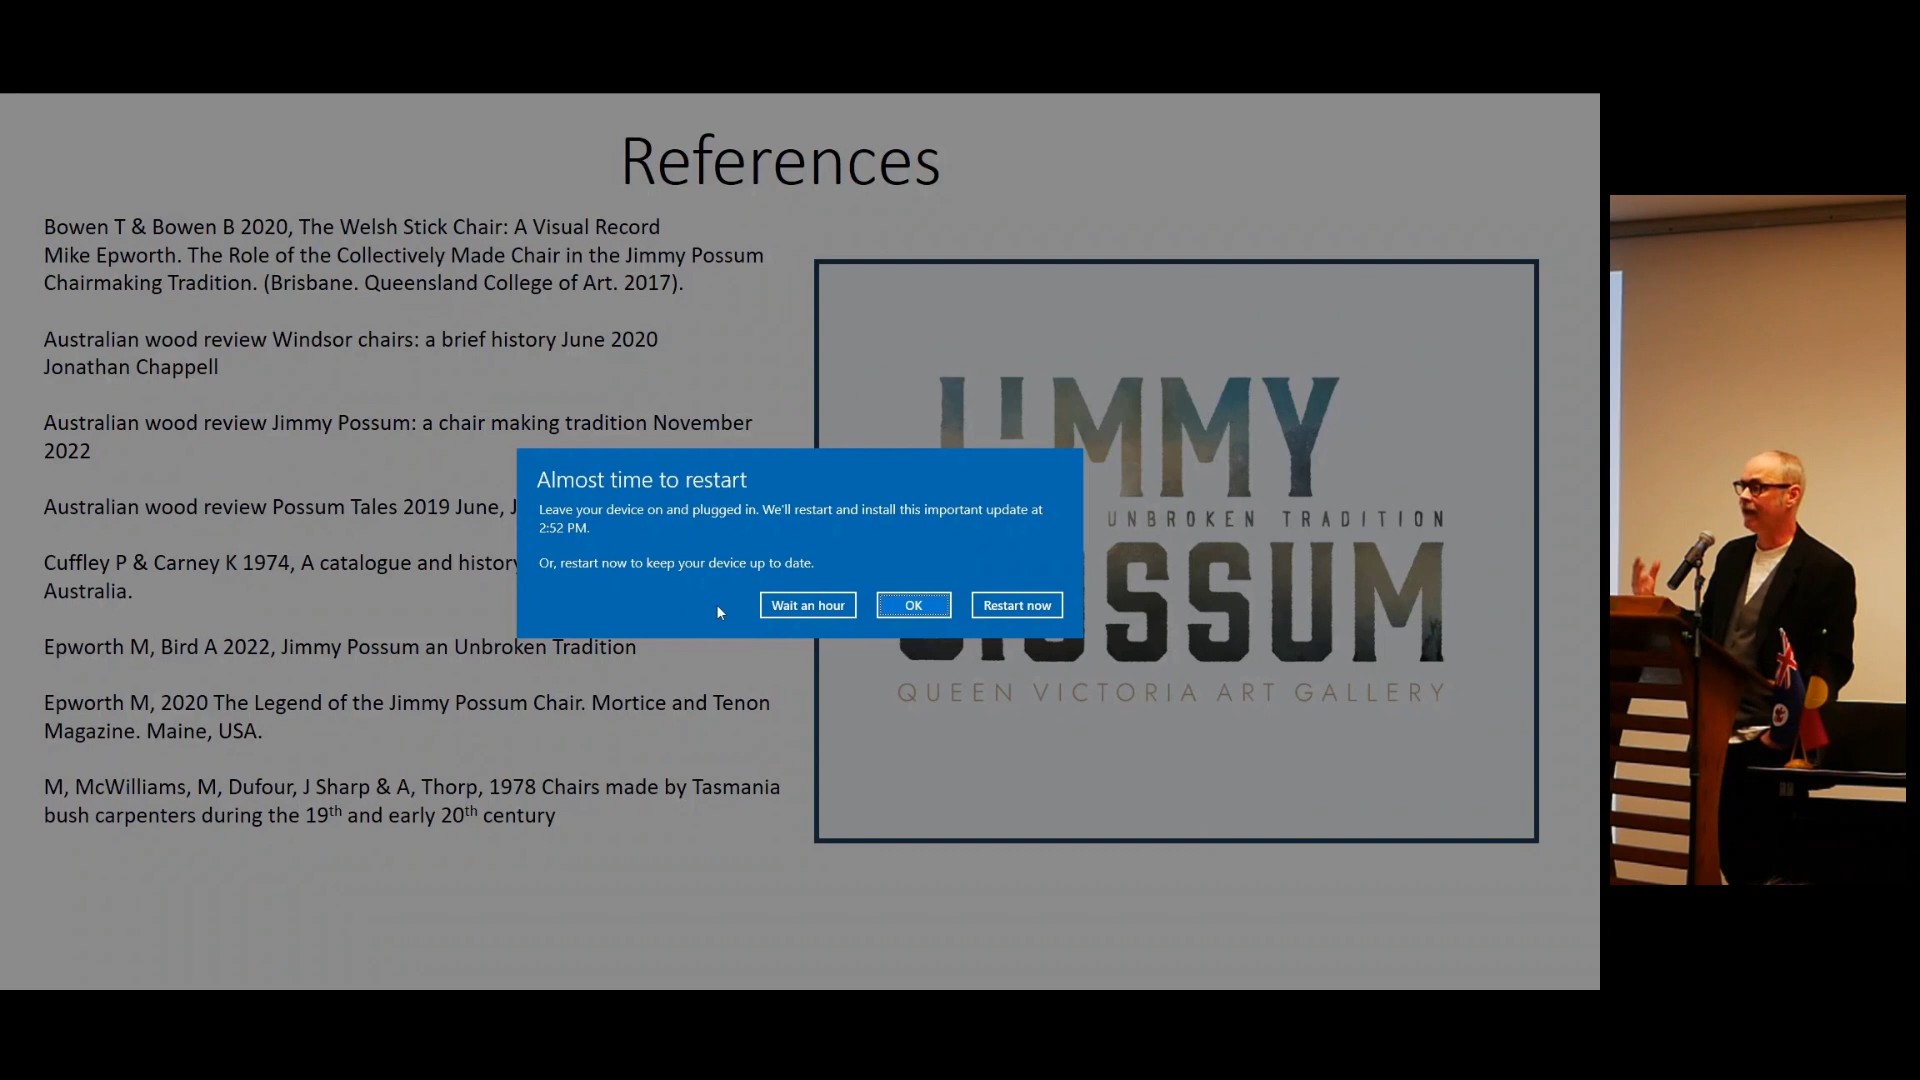 References
Bowen T & Bowen B 2020, The Welsh Stick Chair: A Visual Record
Mike Epworth. The Role of the Collectively Made Chair in the Jimmy Possum
Chairmaking Tradition. (Brisbane. Queensland College of Art. 2017).
Australian wood review Windsor chairs: a brief history June 2020
Jonathan Chappell
Australian wood review Jimmy Possum: a chair making tradition November
2022
Australian wood review Possum Tales 2019 June, J
Cuffley P & Carney K 1974, A catalogue and history
Australia.
Epworth M, Bird A 2022, Jimmy Possum an Unbroken Tradition
Epworth M, 2020 The Legend of the Jimmy Possum Chair. Mortice and Tenon
Magazine. Maine, USA.
M, McWilliams, M, Dufour, J Sharp & A, Thorp, 1978 Chairs made by Tasmania
bush carpenters during the 19th and early 20th century
Almost time to restart
Leave your device on and plugged in. We'll restart and install this important update at
2:52 PM.
Or, restart now to keep your device up to date.
Wait an hour OK Restart now
JIMMY
UNBROKEN TRADITION
POSSUM
QUEEN VICTORIA ART GALLERY